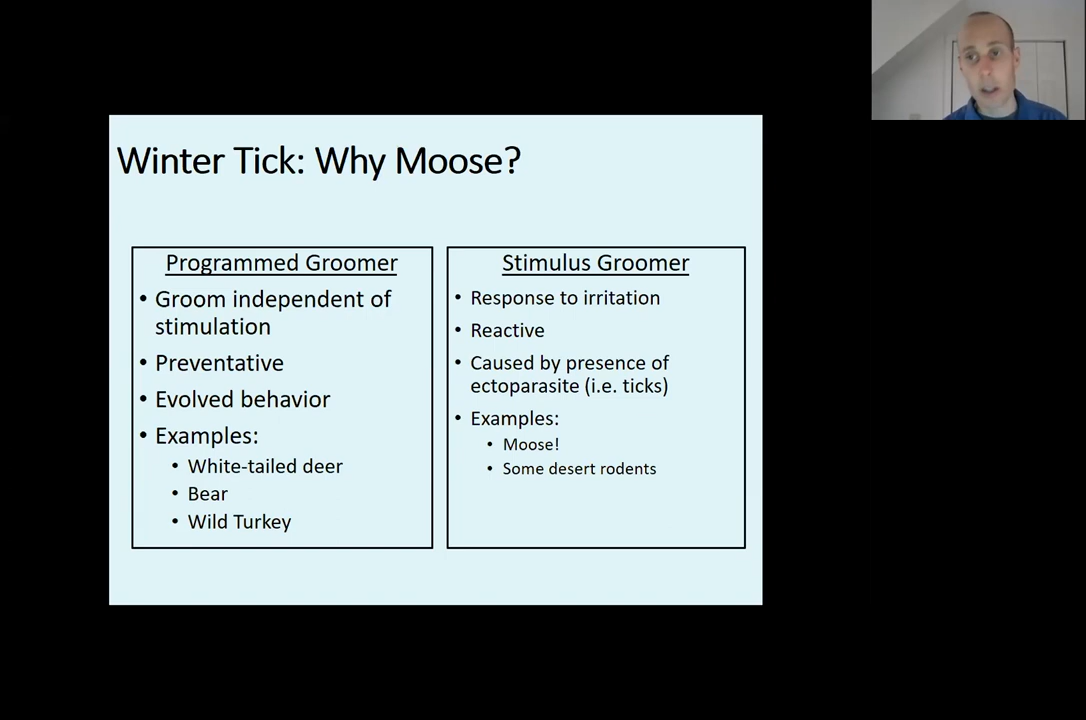 Winter Tick: Why Moose?
Programmed Groomer
• Groom independent of
stimulation
• Preventative
• Evolved behavior
• Examples:
• White-tailed deer
• Bear
• Wild Turkey
Stimulus Groomer
• Response to irritation
• Reactive
• Caused by presence of
ectoparasite (i.e. ticks)
• Examples:
• Moose!
• Some desert rodents